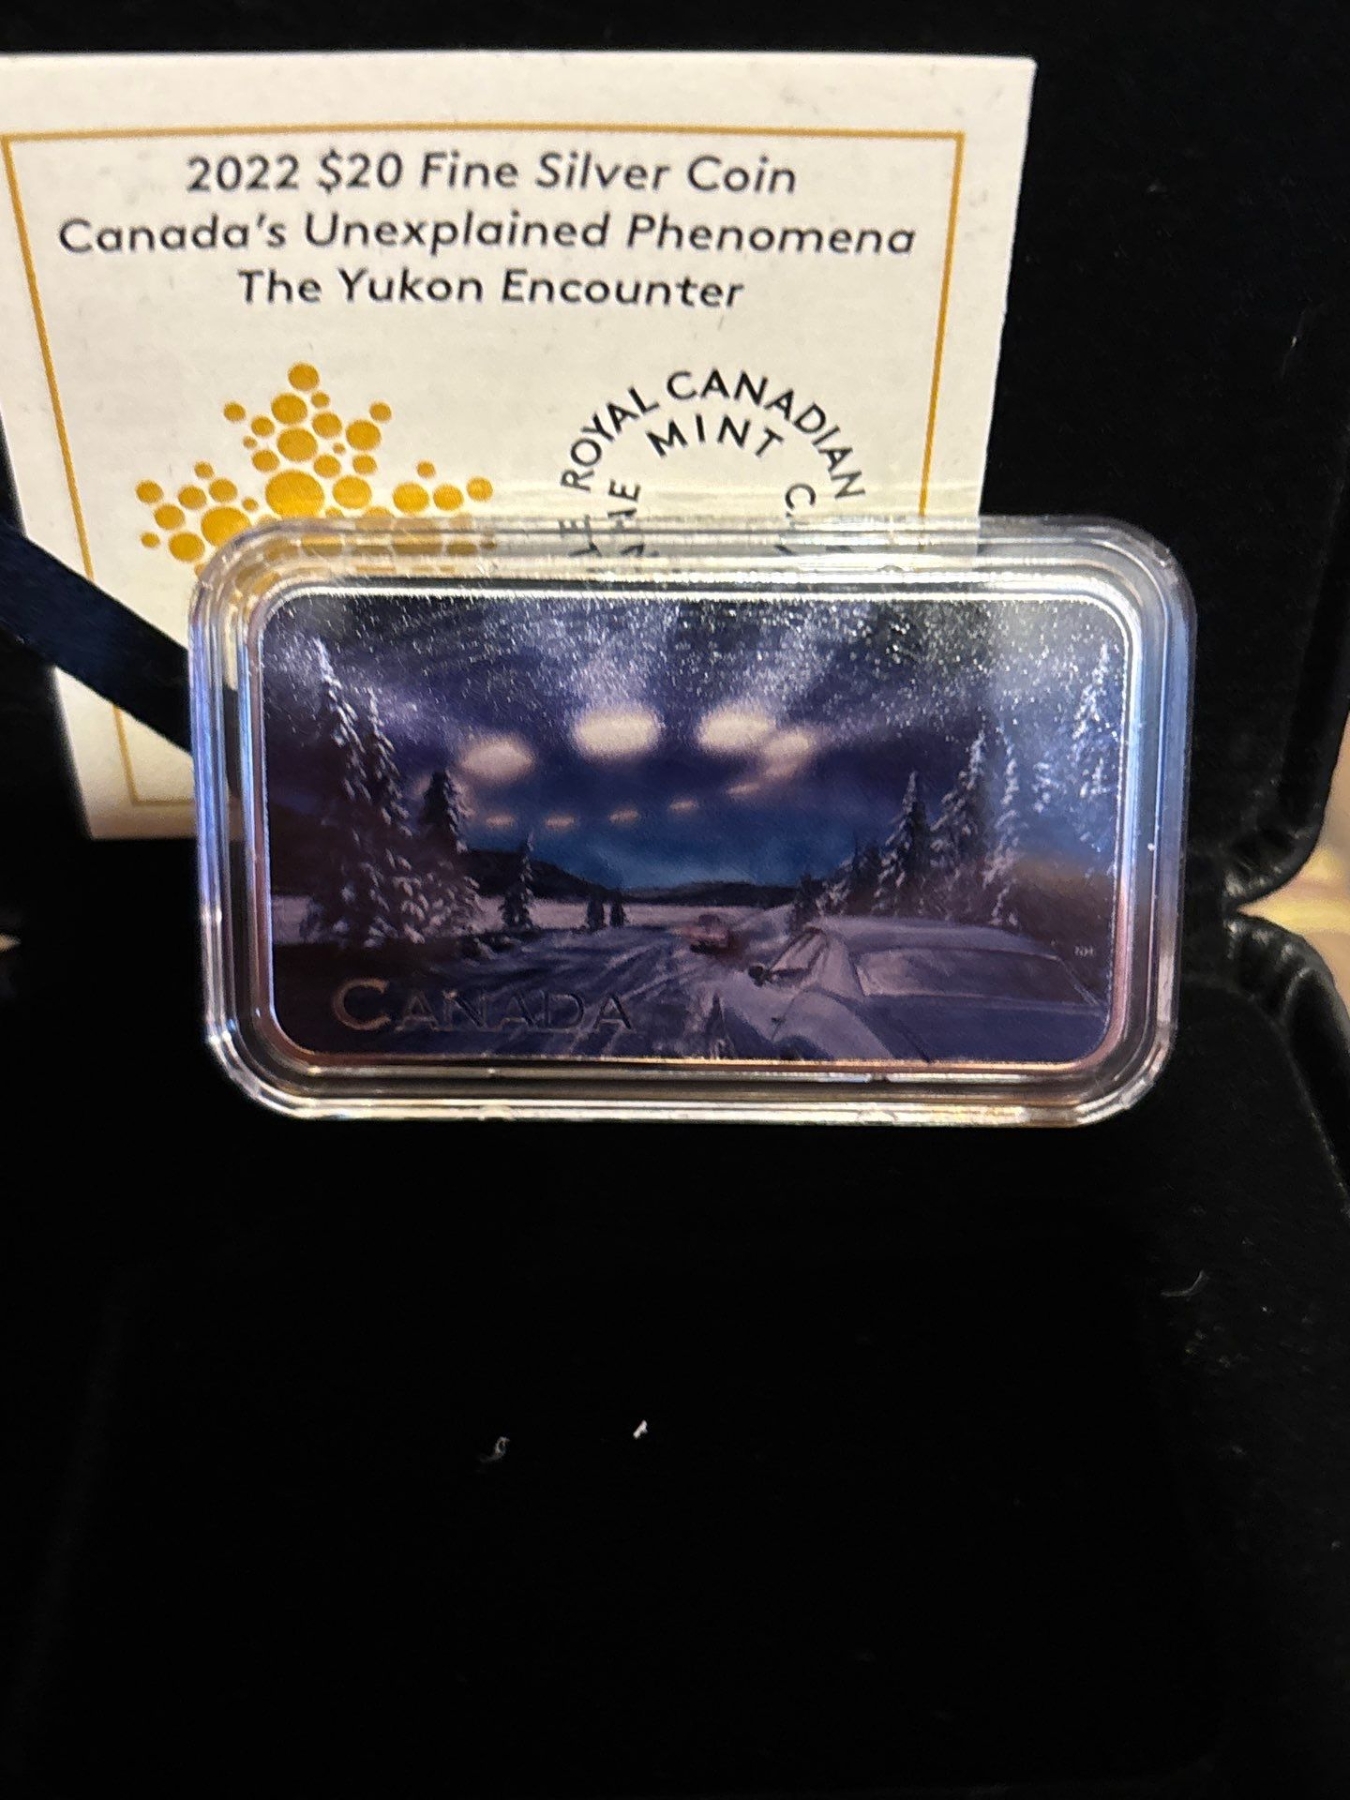 2022 $20 Fine Silver Coin
Canada's Unexplained Phenomena
The Yukon Encounter
ROYAL CANADIAN
MINT
CANADA